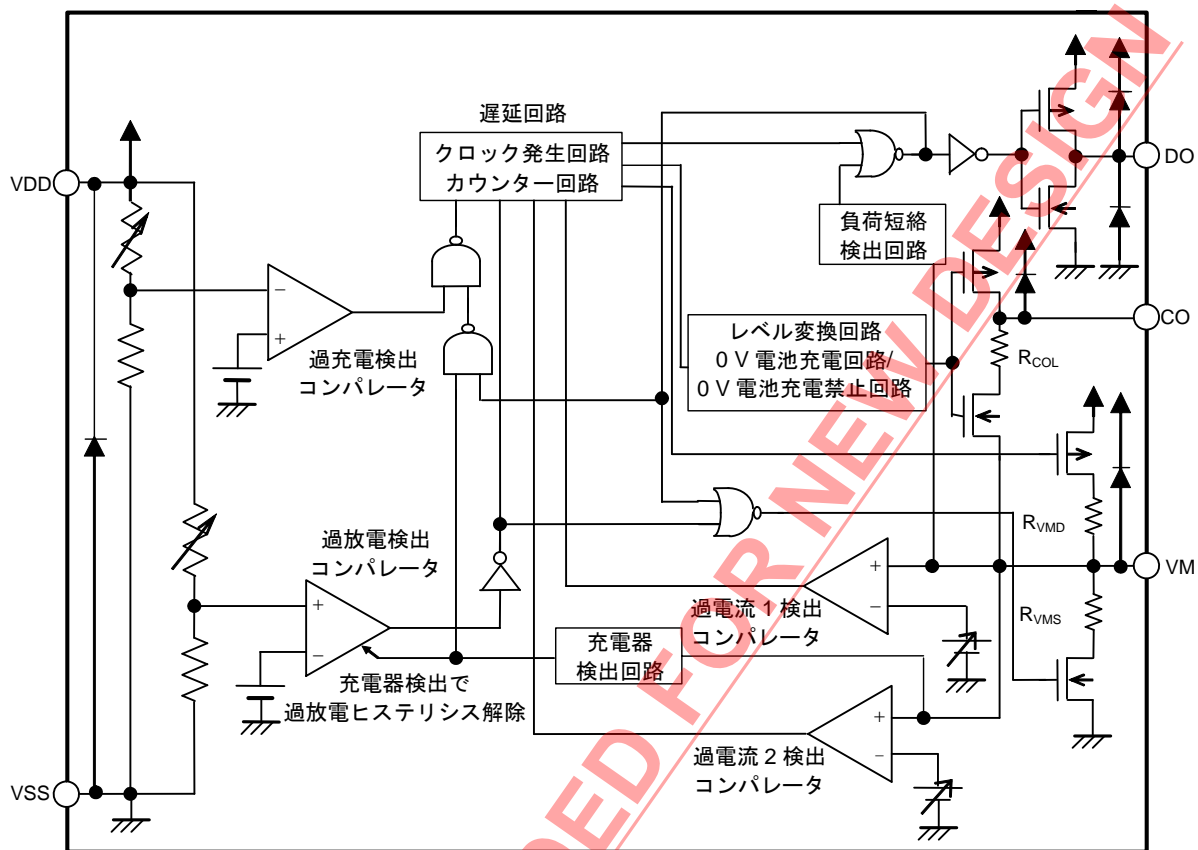 遅延回路
クロック発生回路
カウンター回路
DO
VDD
負荷短絡
検出回路
CO
レベル変換回路
0 V 電池充電回路/
0 V 電池充電禁止回路
RCOL
−
+
過充電検出
コンパレータ
過放電検出
コンパレータ
RVMD
+
−
VM
過電流 1 検出
コンパレータ
RVMS
+
−
充電器
検出回路
充電器検出で
過放電ヒステリシス解除
+
−
過電流 2 検出
コンパレータ
VSS
ED FOR NEW DESIGN